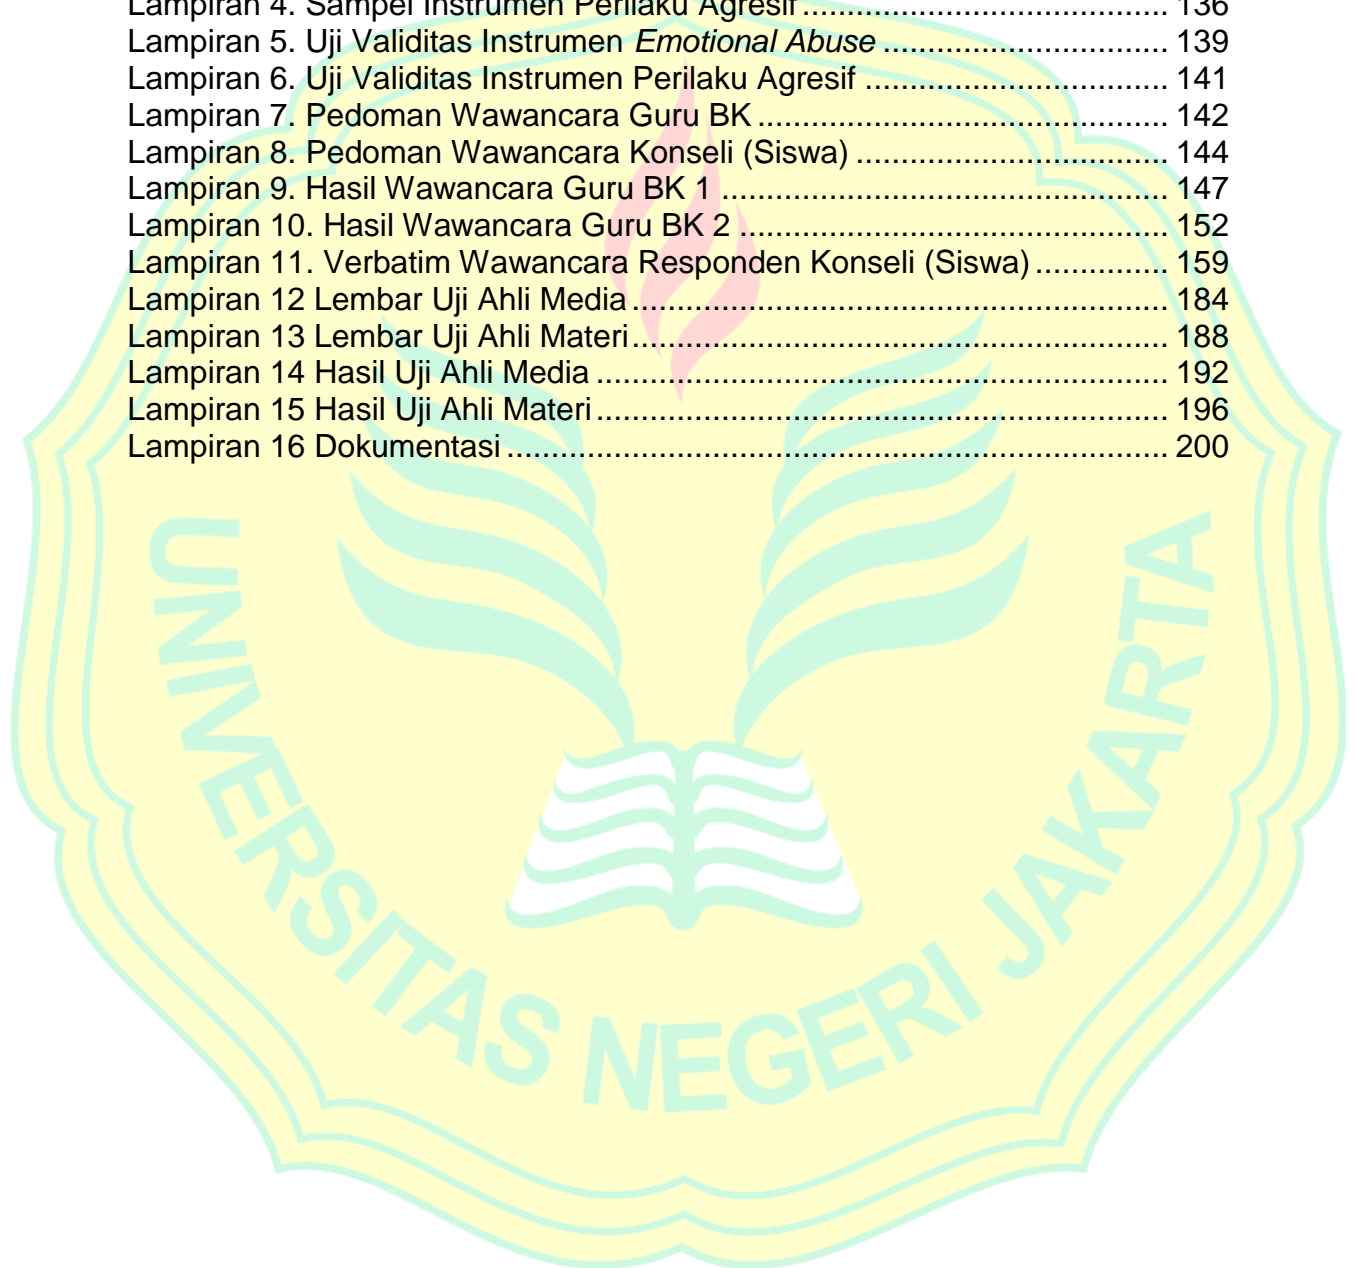 Lampiran 4. Sampel Instrumen Perilaku Agresif ......................................... 136
Lampiran 5. Uji Validitas Instrumen Emotional Abuse ................................ 139
Lampiran 6. Uji Validitas Instrumen Perilaku Agresif .................................. 141
Lampiran 7. Pedoman Wawancara Guru BK .............................................. 142
Lampiran 8. Pedoman Wawancara Konseli (Siswa) ................................... 144
Lampiran 9. Hasil Wawancara Guru BK 1 .................................................. 147
Lampiran 10. Hasil Wawancara Guru BK 2 ................................................ 152
Lampiran 11. Verbatim Wawancara Responden Konseli (Siswa) ............... 159
Lampiran 12 Lembar Uji Ahli Media ............................................................ 184
Lampiran 13 Lembar Uji Ahli Materi ............................................................ 188
Lampiran 14 Hasil Uji Ahli Media ................................................................ 192
Lampiran 15 Hasil Uji Ahli Materi ................................................................ 196
Lampiran 16 Dokumentasi .......................................................................... 200
UNIVERSITAS NEGERI JAKARTA